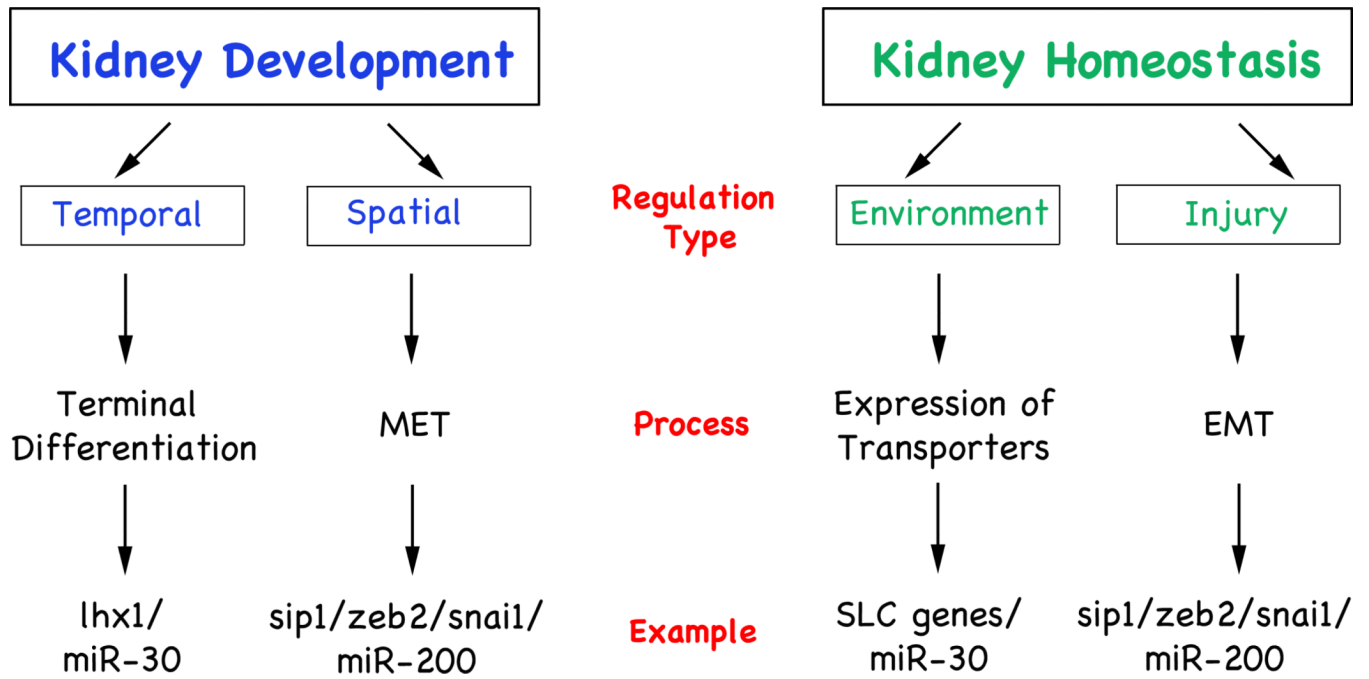 Kidney Development
Kidney Homeostasis
Temporal
Spatial
Regulation
Type
Environment
Injury
Terminal
Differentiation
MET
Process
Expression of
Transporters
EMT
lhx1/
miR-30
sip1/zeb2/snai1/
miR-200
Example
SLC genes/
miR-30
sip1/zeb2/snai1/
miR-200